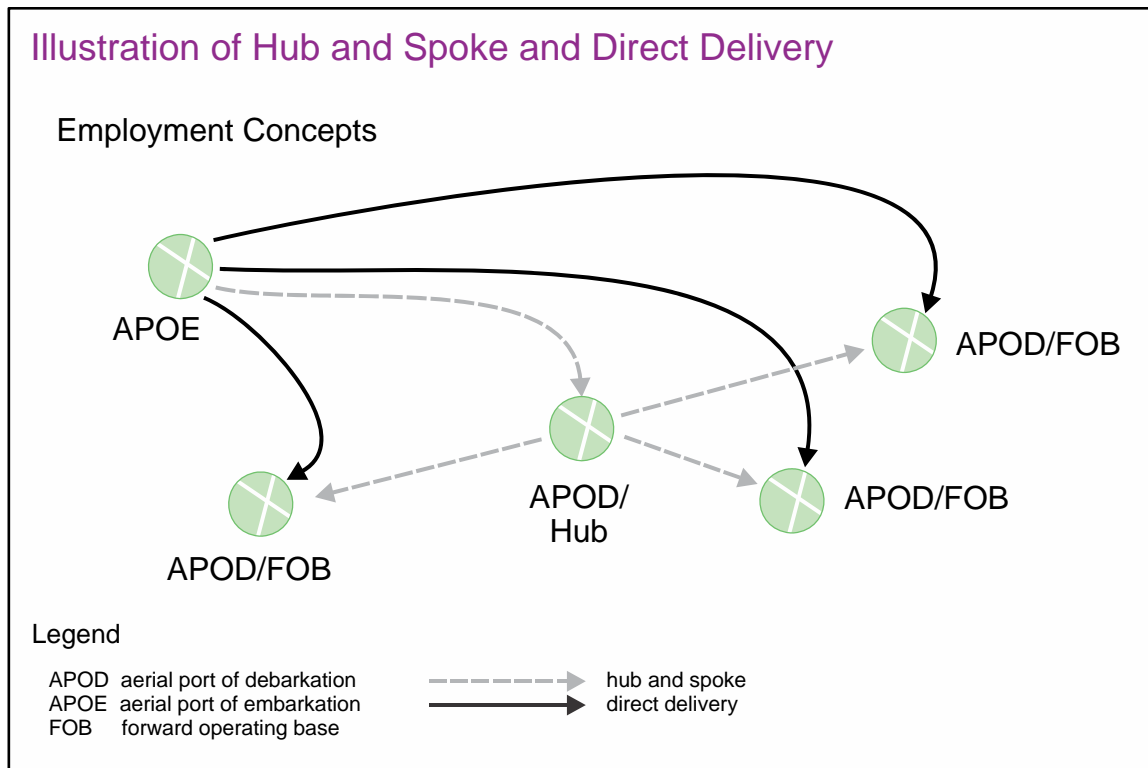 Illustration of Hub and Spoke and Direct Delivery
Employment Concepts
APOE
APOD/FOB
APOD/
Hub
APOD/FOB
APOD/FOB
Legend
APOD aerial port of debarkation
APOE aerial port of embarkation
FOB forward operating base
hub and spoke
direct delivery